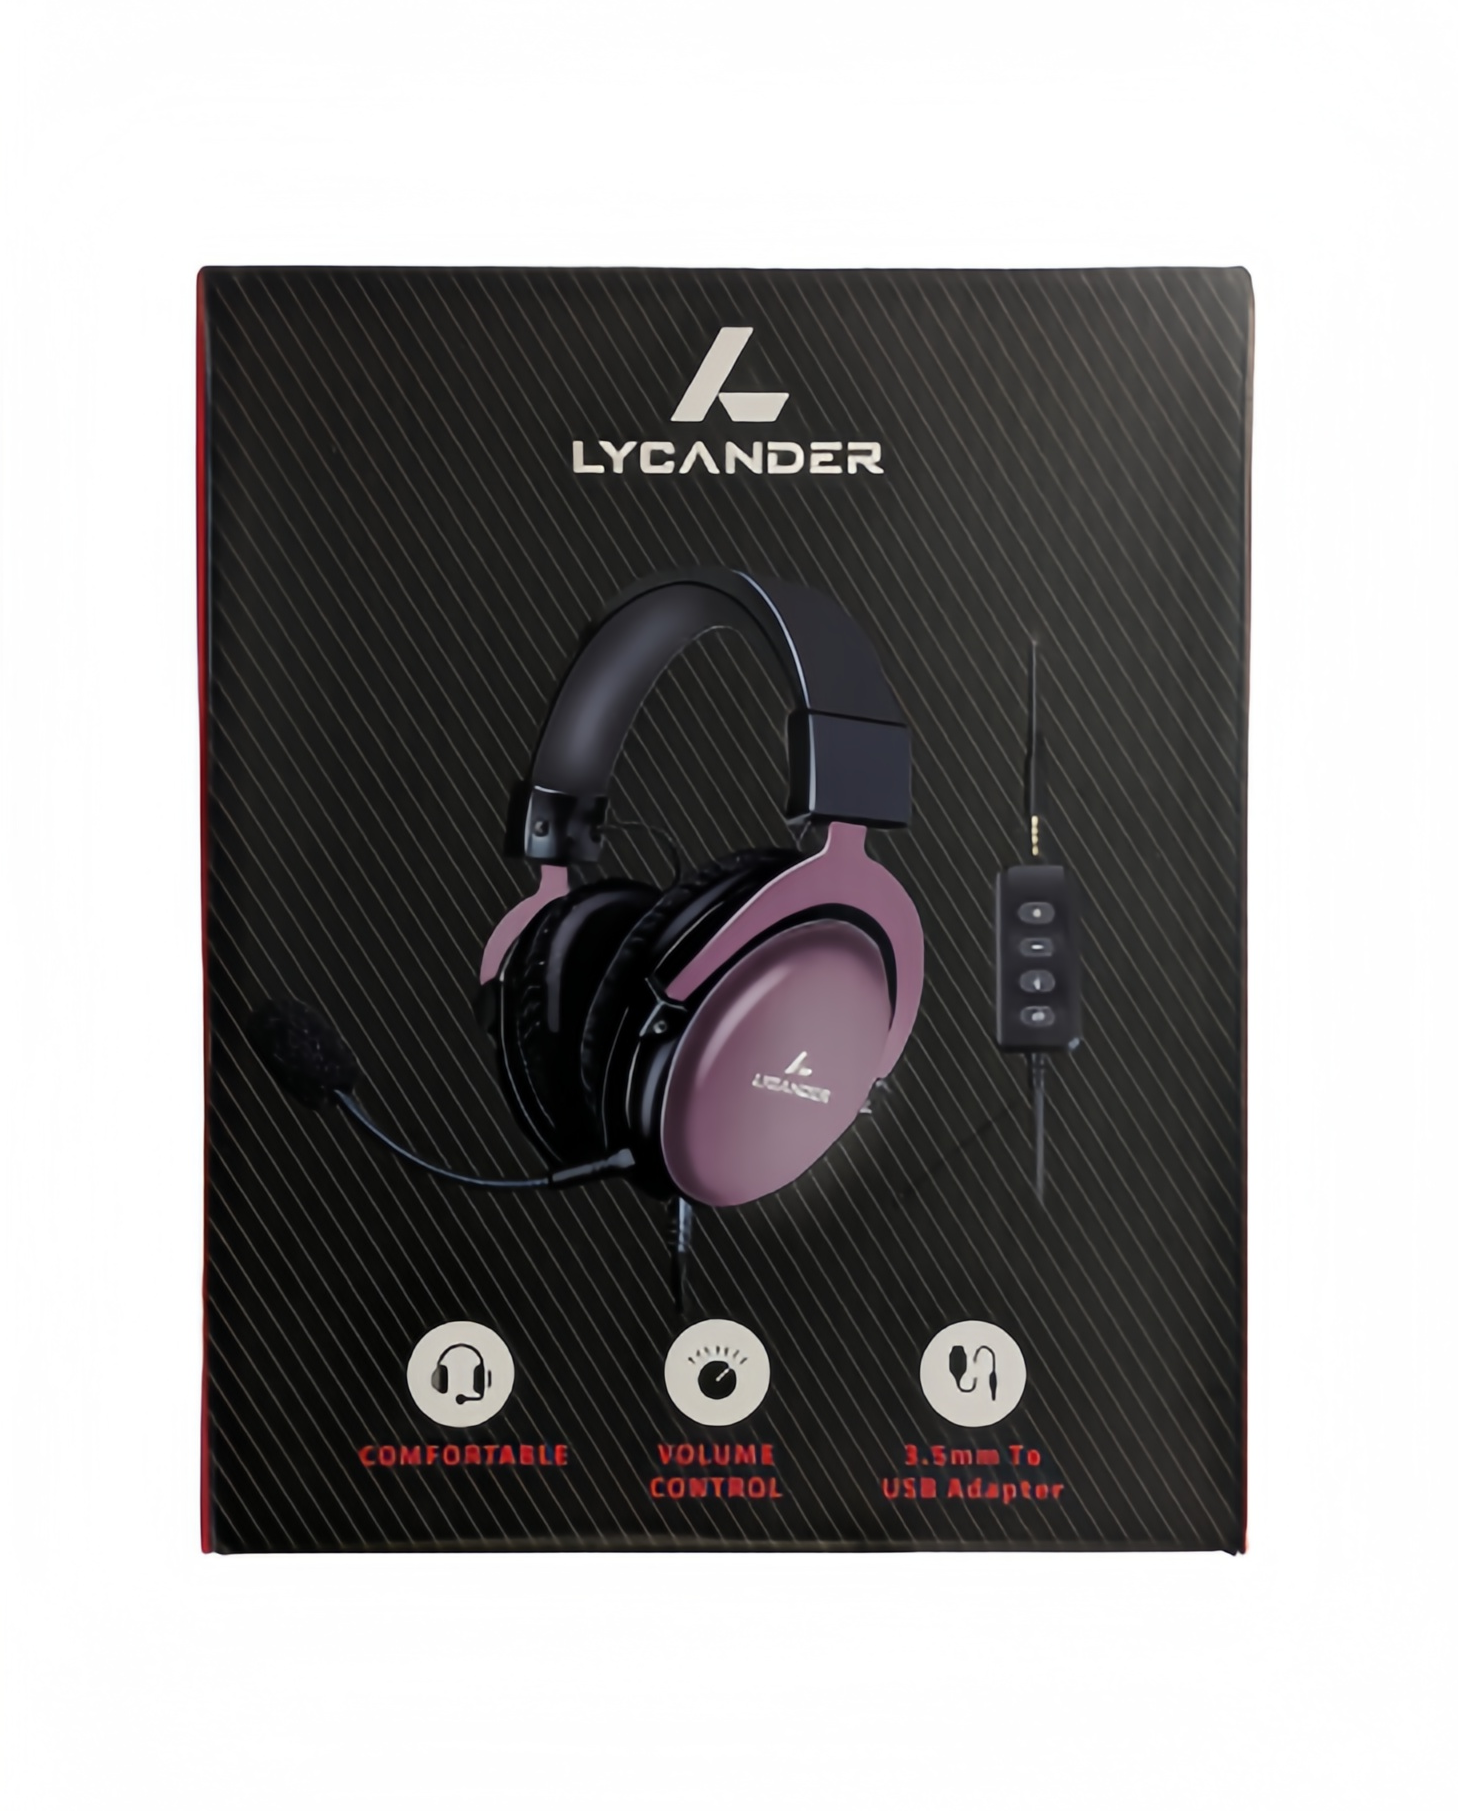 LYCANDER
LYCANDER
COMFORTABLE
VOLUME
CONTROL
3.5mm To
USB Adapter